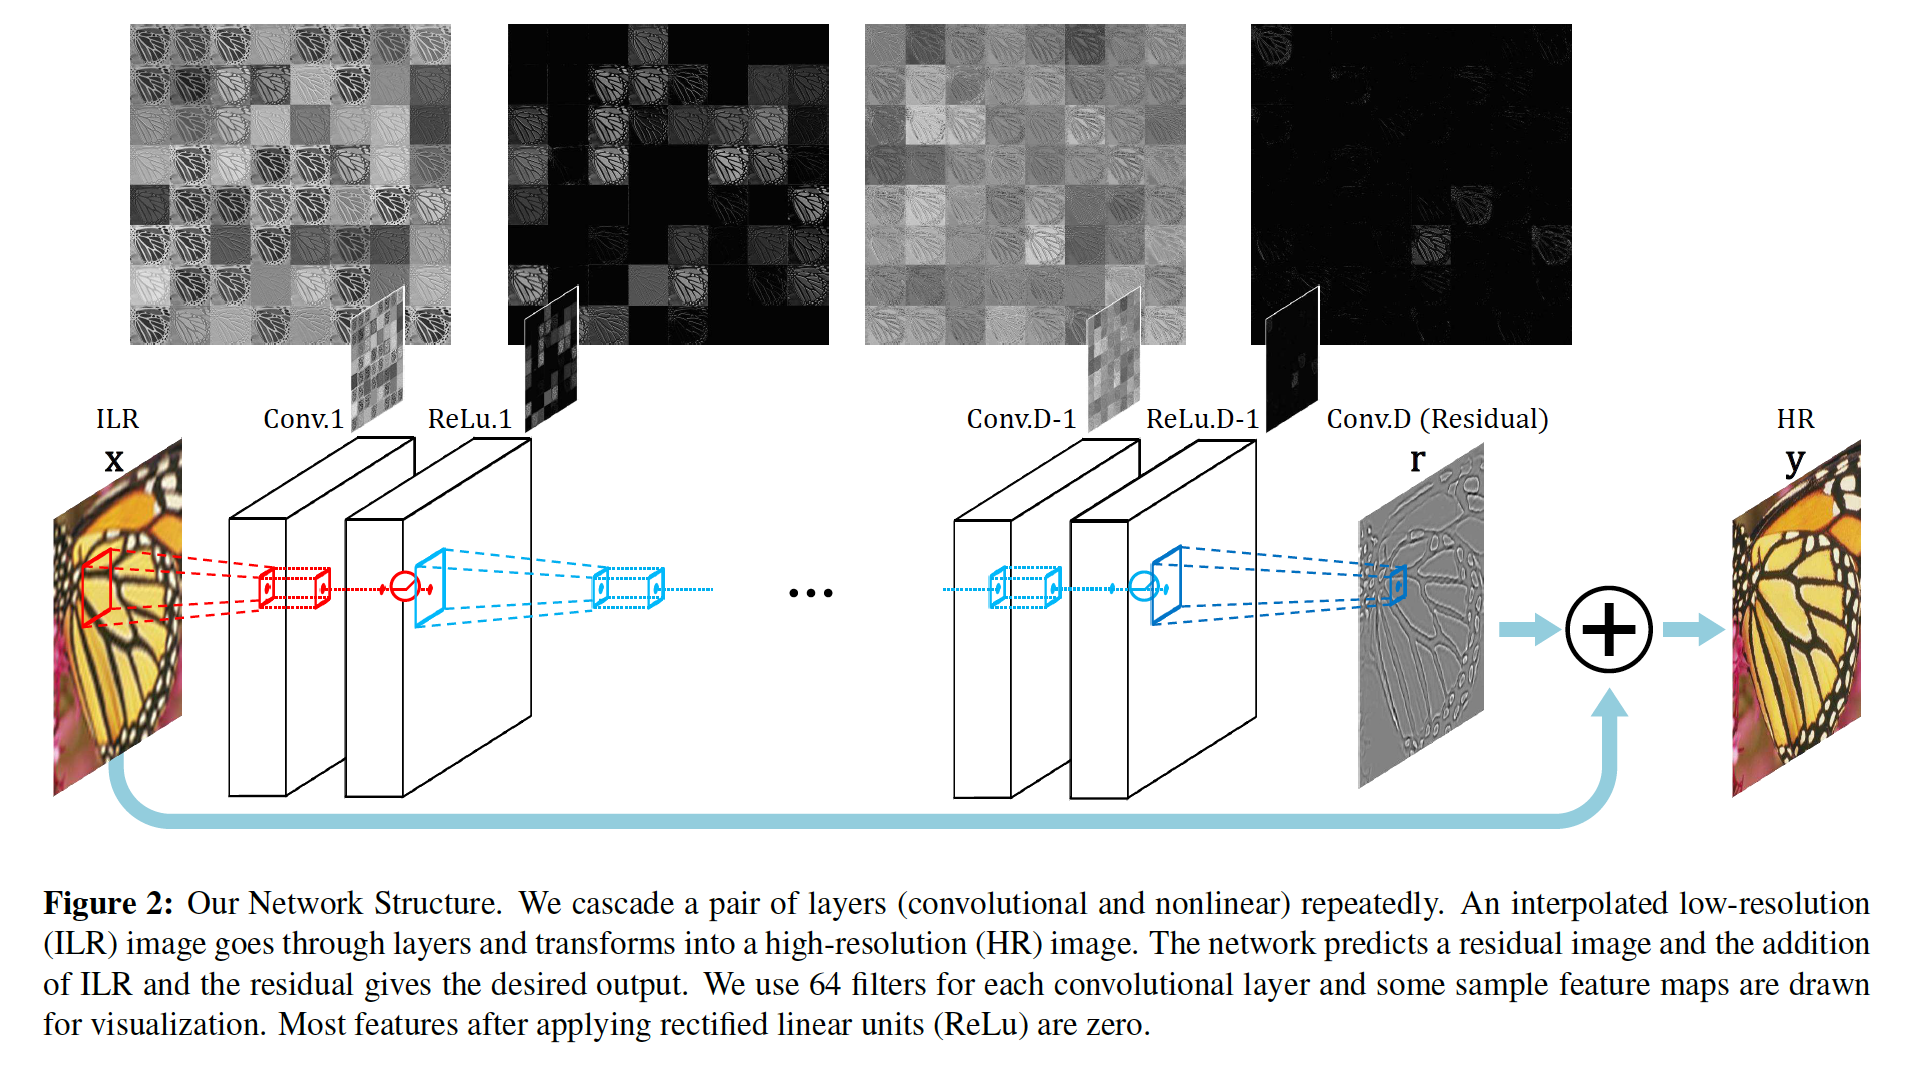 ILR
x
Conv.1
ReLu.1
...
Conv.D-1
ReLu.D-1
Conv.D (Residual)
r
HR
y
Figure 2: Our Network Structure. We cascade a pair of layers (convolutional and nonlinear) repeatedly. An interpolated low-resolution
(ILR) image goes through layers and transforms into a high-resolution (HR) image. The network predicts a residual image and the addition
of ILR and the residual gives the desired output. We use 64 filters for each convolutional layer and some sample feature maps are drawn
for visualization. Most features after applying rectified linear units (ReLu) are zero.